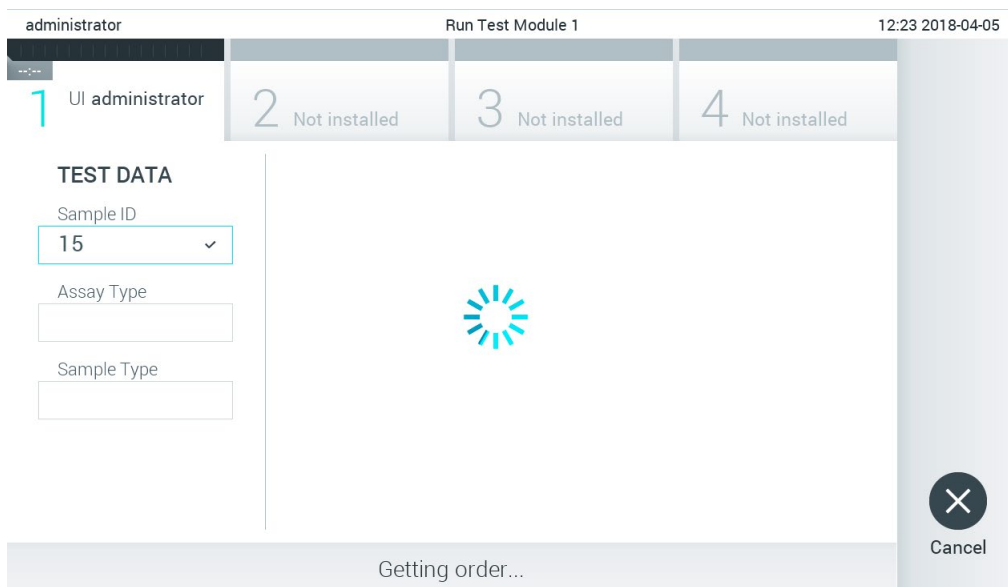 administrator Run Test Module 1 12:23 2018-04-05
--:--
1 UI administrator 2 Not installed 3 Not installed 4 Not installed
TEST DATA
Sample ID
15
Assay Type
Sample Type
Cancel
Getting order...